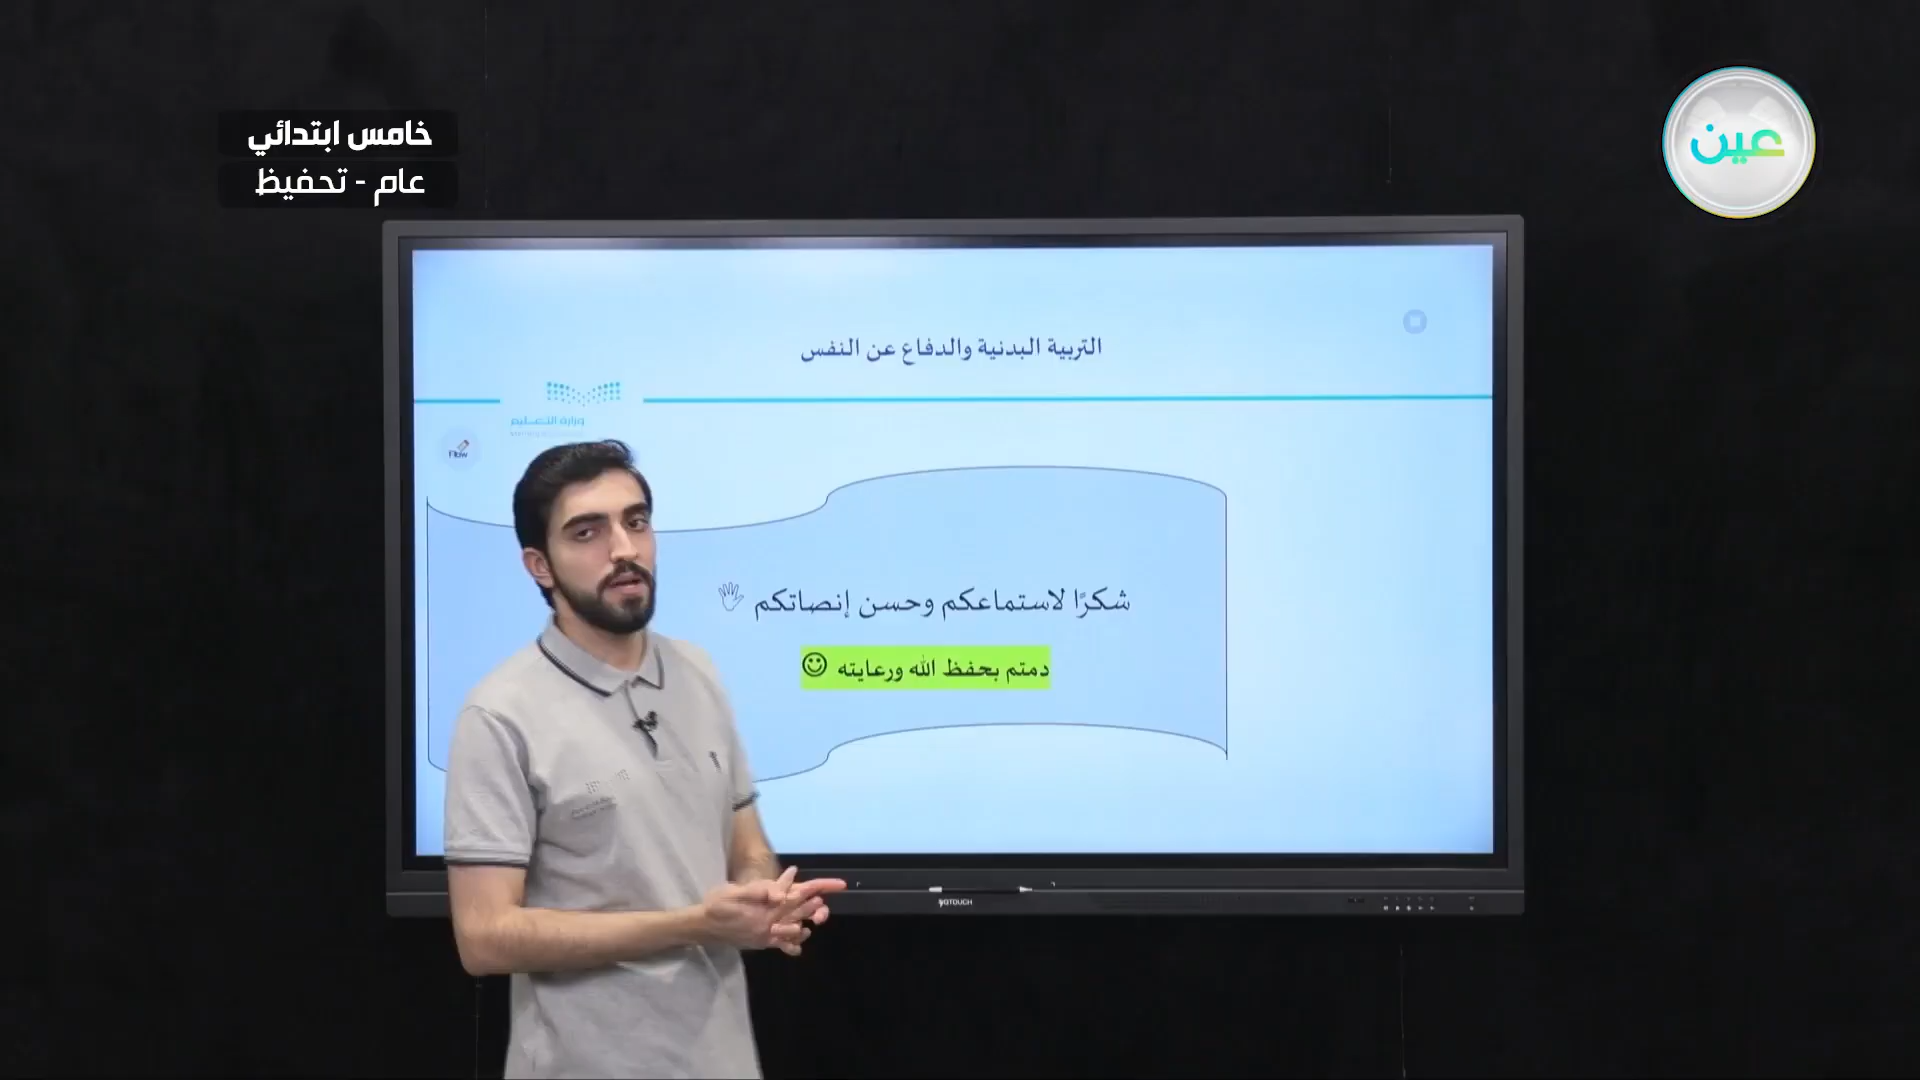 خامس ابتدائي
عام - تحفيظ
عين
التربية البدنية والدفاع عن النفس
وزارة التعليم
Flow
شكرًا لاستماعكم وحسن إنصاتكم
دمتم بحفظ الله ورعايته
YQTOUCH